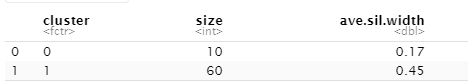 cluster size ave.sil.width
<fctr> <int> <dbl>
0 0 10 0.17
1 1 60 0.45